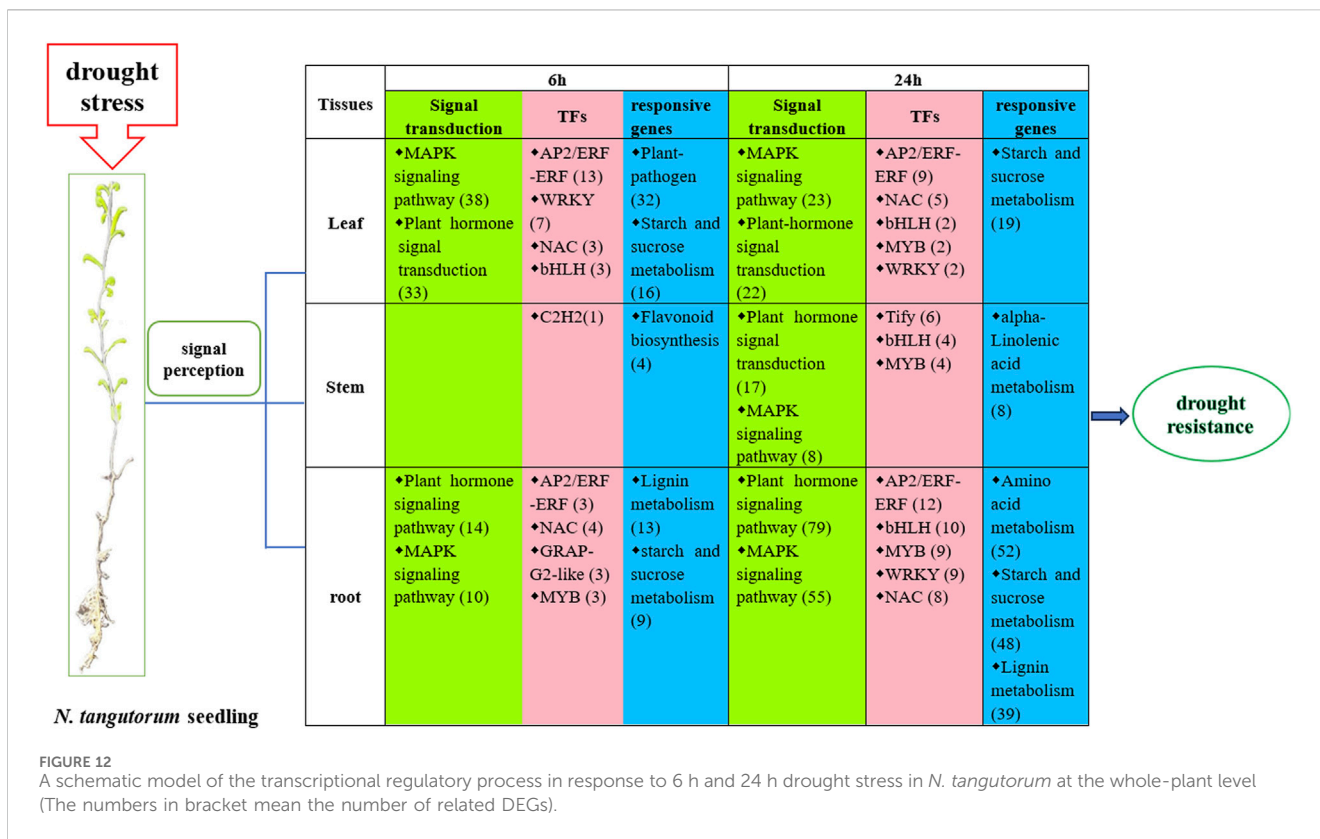 drought
stress
signal
perception
N. tangutorum seedling
Tissues
6h
24h
Signal
transduction
TFs
responsive
genes
Signal
transduction
TFs
responsive
genes
Leaf
◆MAPK
signaling
pathway (38)
◆Plant hormone
signal
transduction
(33)
◆AP2/ERF
-ERF (13)
◆WRKY
(7)
◆NAC (3)
◆bHLH (3)
◆Plant-
pathogen
(32)
◆Starch and
sucrose
metabolism
(16)
◆MAPK
signaling
pathway (23)
◆Plant-hormone
signal
transduction
(22)
◆AP2/ERF-
ERF (9)
◆NAC (5)
◆bHLH (2)
◆MYB (2)
◆WRKY (2)
◆Starch and
sucrose
metabolism
(19)
Stem
◆C2H2(1)
◆Flavonoid
biosynthesis
(4)
◆Plant hormone
signal
transduction
(17)
◆MAPK
signaling
pathway (8)
◆Tify (6)
◆bHLH (4)
◆MYB (4)
◆alpha-
Linolenic
acid
metabolism
(8)
root
◆Plant hormone
signaling
pathway (14)
◆MAPK
signaling
pathway (10)
◆AP2/ERF
-ERF (3)
◆NAC (4)
◆GRAP-
G2-like (3)
◆MYB (3)
◆Lignin
metabolism
(13)
◆starch and
sucrose
metabolism
(9)
◆Plant hormone
signaling
pathway (79)
◆MAPK
signaling
pathway (55)
◆AP2/ERF-
ERF (12)
◆bHLH (10)
◆MYB (9)
◆WRKY (9)
◆NAC (8)
◆Amino
acid
metabolism
(52)
◆Starch and
sucrose
metabolism
(48)
◆Lignin
metabolism
(39)
drought
resistance
FIGURE 12
A schematic model of the transcriptional regulatory process in response to 6 h and 24 h drought stress in N. tangutorum at the whole-plant level
(The numbers in bracket mean the number of related DEGs).